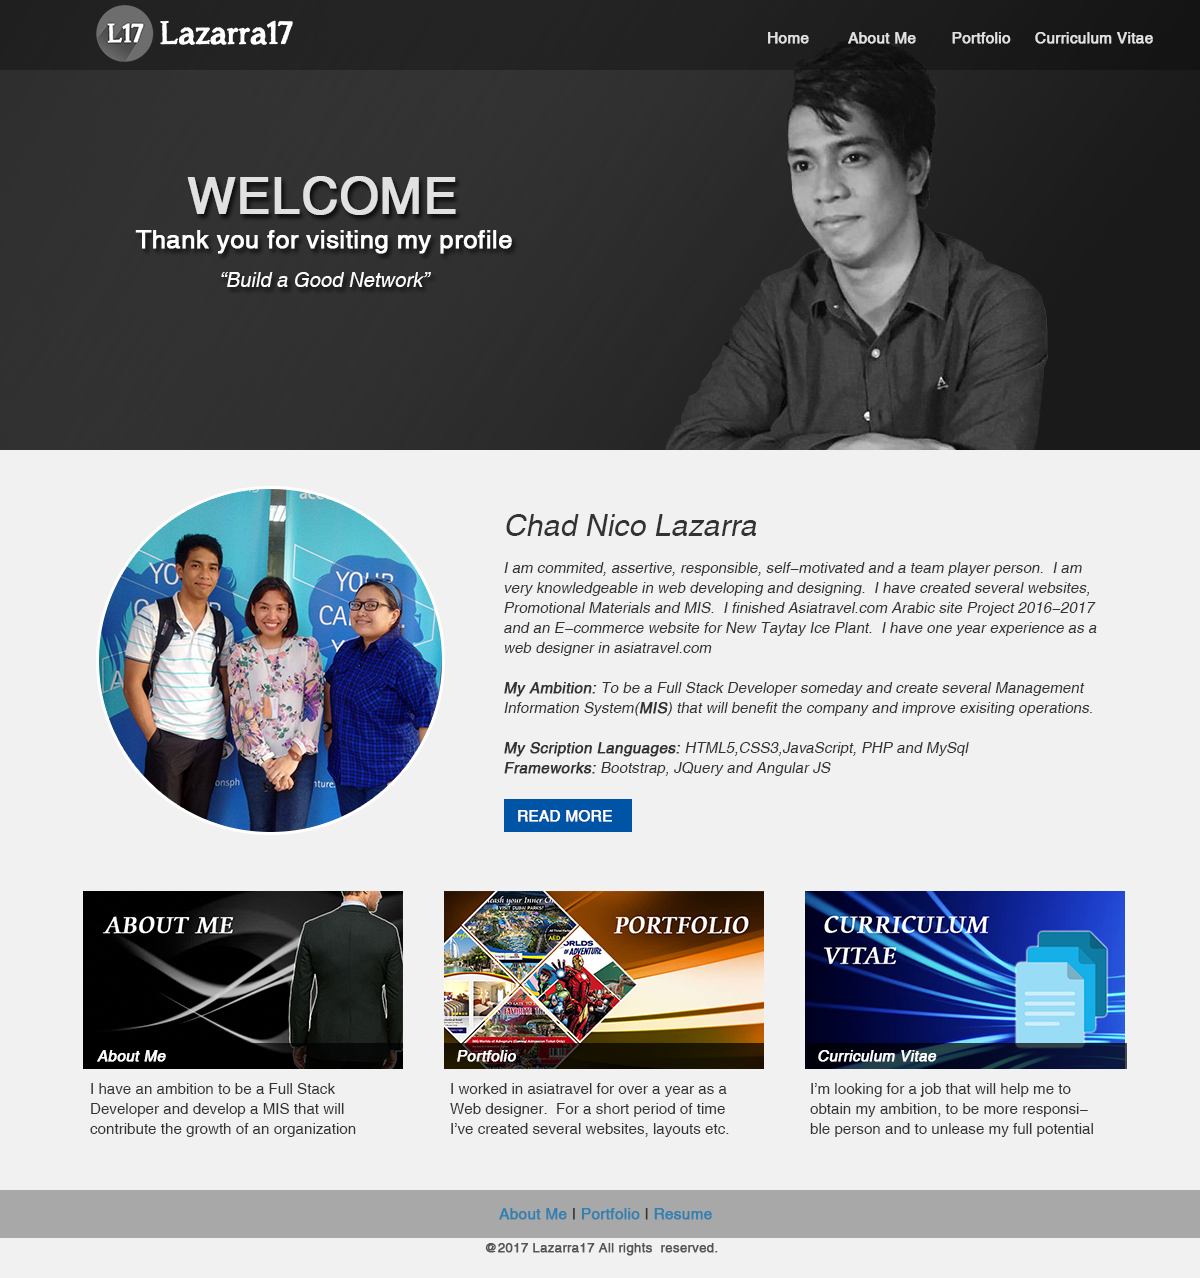 L17 Lazarra17
Home About Me Portfolio Curriculum Vitae
WELCOME
Thank you for visiting my profile
“Build a Good Network”
Chad Nico Lazarra
I am commited, assertive, responsible, self–motivated and a team player person. I am
very knowledgeable in web developing and designing. I have created several websites,
Promotional Materials and MIS. I finished Asiatravel.com Arabic site Project 2016–2017
and an E–commerce website for New Taytay Ice Plant. I have one year experience as a
web designer in asiatravel.com
My Ambition: To be a Full Stack Developer someday and create several Management
Information System(MIS) that will benefit the company and improve exisiting operations.
My Scription Languages: HTML5,CSS3,JavaScript, PHP and MySql
Frameworks: Bootstrap, JQuery and Angular JS
READ MORE
YOUR
ABOUT ME
About Me
I have an ambition to be a Full Stack
Developer and develop a MIS that will
contribute the growth of an organization
your Inner
VISIT DUBAI PARKS!
AED
ORLDS
OF ADVENTURE
PORTFOLIO
Portfolio
I worked in asiatravel for over a year as a
Web designer. For a short period of time
I’ve created several websites, layouts etc.
CURRICULUM
VITAE
Curriculum Vitae
I’m looking for a job that will help me to
obtain my ambition, to be more responsi–
ble person and to unlease my full potential
About Me | Portfolio | Resume
@2017 Lazarra17 All rights reserved.